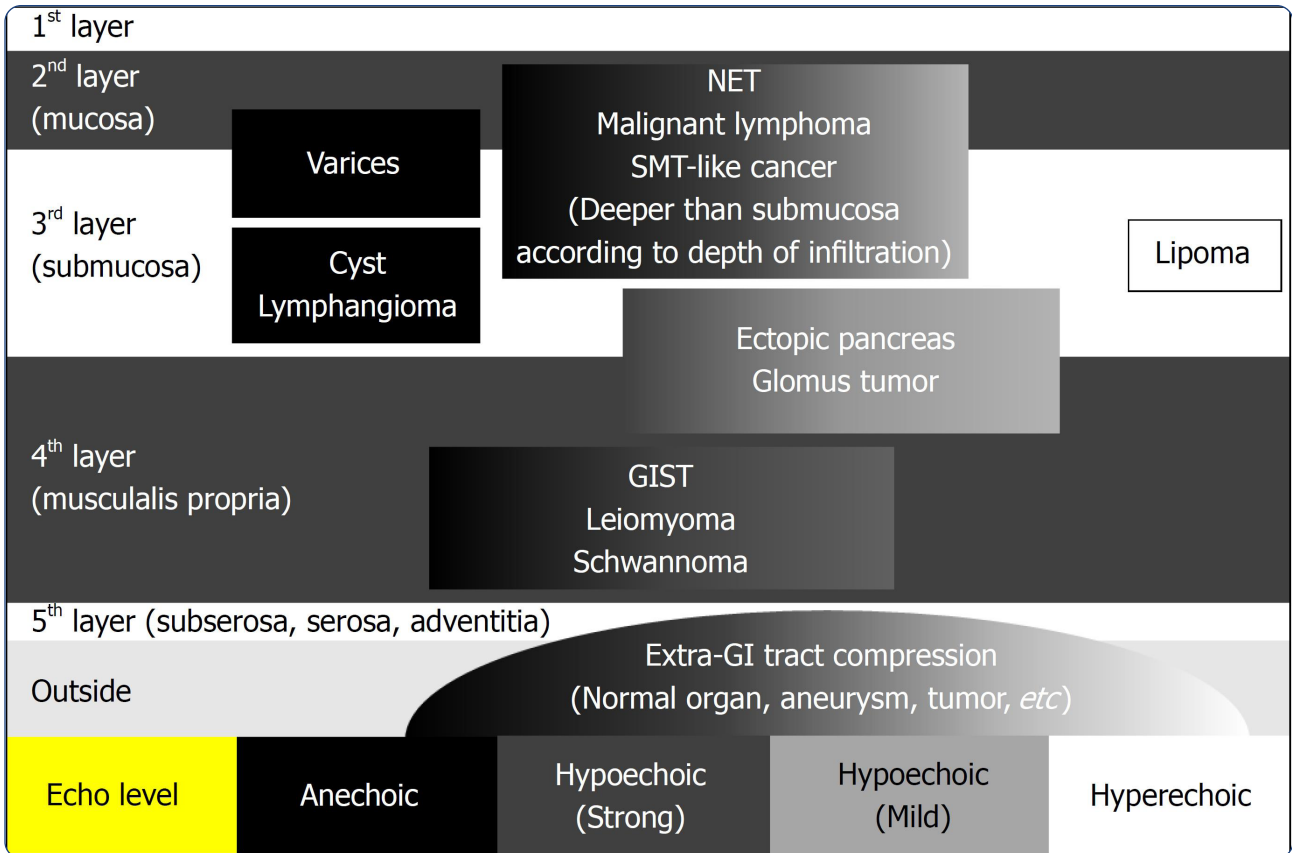 1st layer
2nd layer
(mucosa)
NET
Malignant lymphoma
SMT-like cancer
(Deeper than submucosa
according to depth of infiltration)
Varices
3rd layer
(submucosa)
Cyst
Lymphangioma
Lipoma
Ectopic pancreas
Glomus tumor
4th layer
(musculalis propria)
GIST
Leiomyoma
Schwannoma
5th layer (subserosa, serosa, adventitia)
Extra-GI tract compression
(Normal organ, aneurysm, tumor, etc)
Outside
Echo level
Anechoic
Hypoechoic
(Strong)
Hypoechoic
(Mild)
Hyperechoic